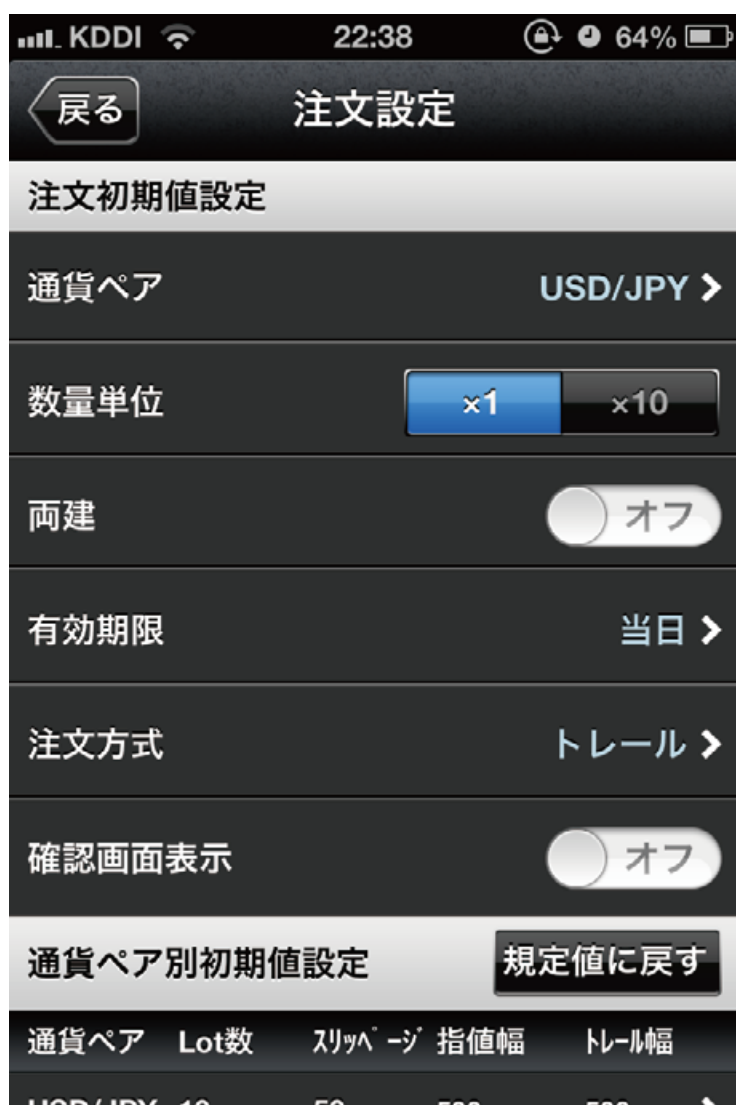 KDDI 22:38 64%
戻る 注文設定
注文初期値設定
通貨ペア USD/JPY
数量単位 ×1 ×10
両建 オフ
有効期限 当日
注文方式 トレール
確認画面表示 オフ
通貨ペア別初期値設定 規定値に戻す
通貨ペア Lot数 ｽﾘｯﾍﾟｰｼﾞ 指値幅 ﾄﾚｰﾙ幅
USD/JPY